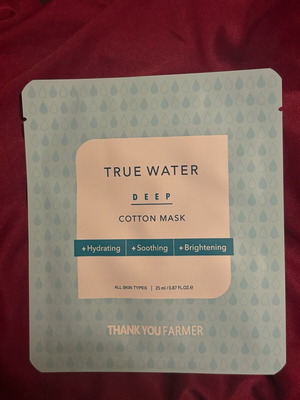 TRUE WATER
DEEP
COTTON MASK
+Hydrating +Soothing +Brightening
ALL SKIN TYPES | 25 ml / 0.87 FL.OZ.℮
THANK YOU FARMER